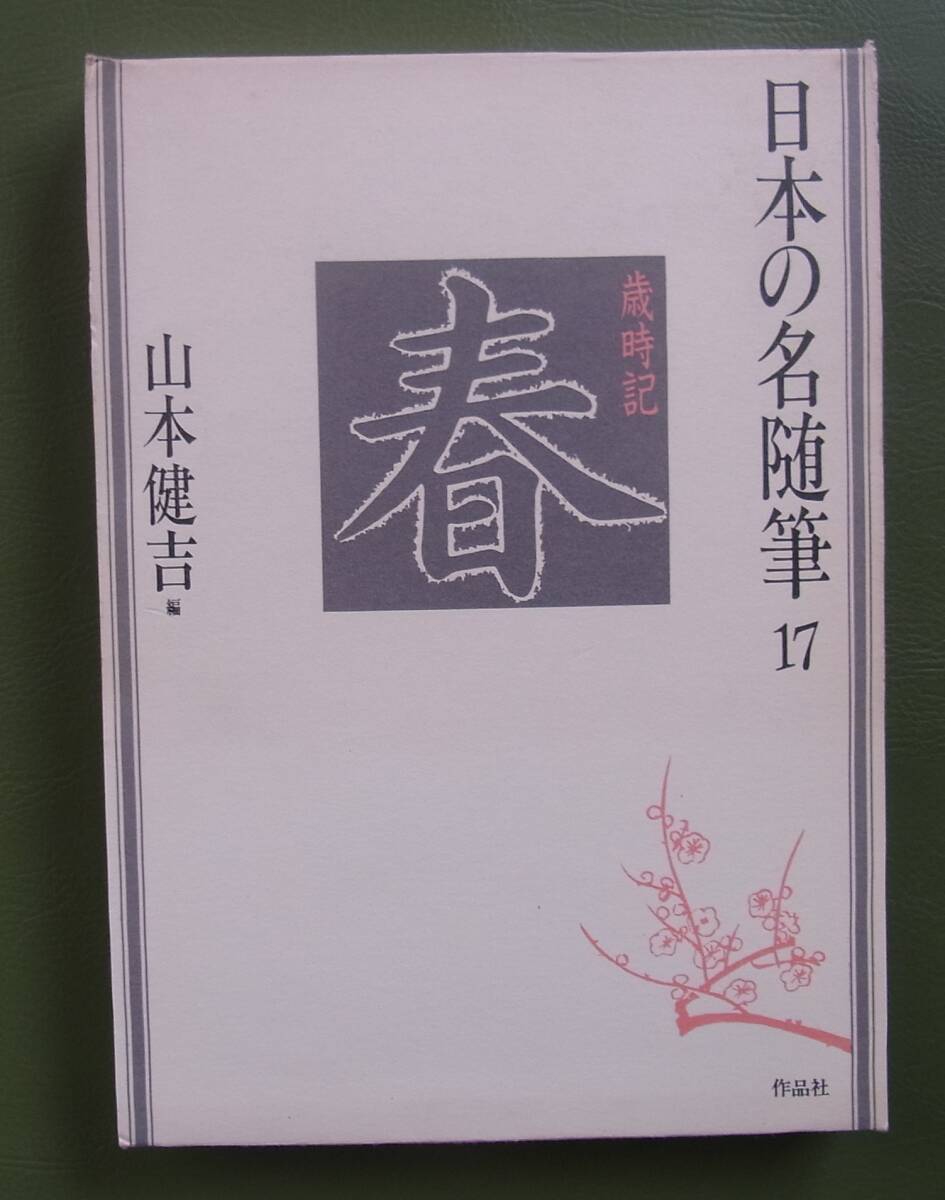 日本の名随筆 17
歳時記
春
山本健吉 編
作品社